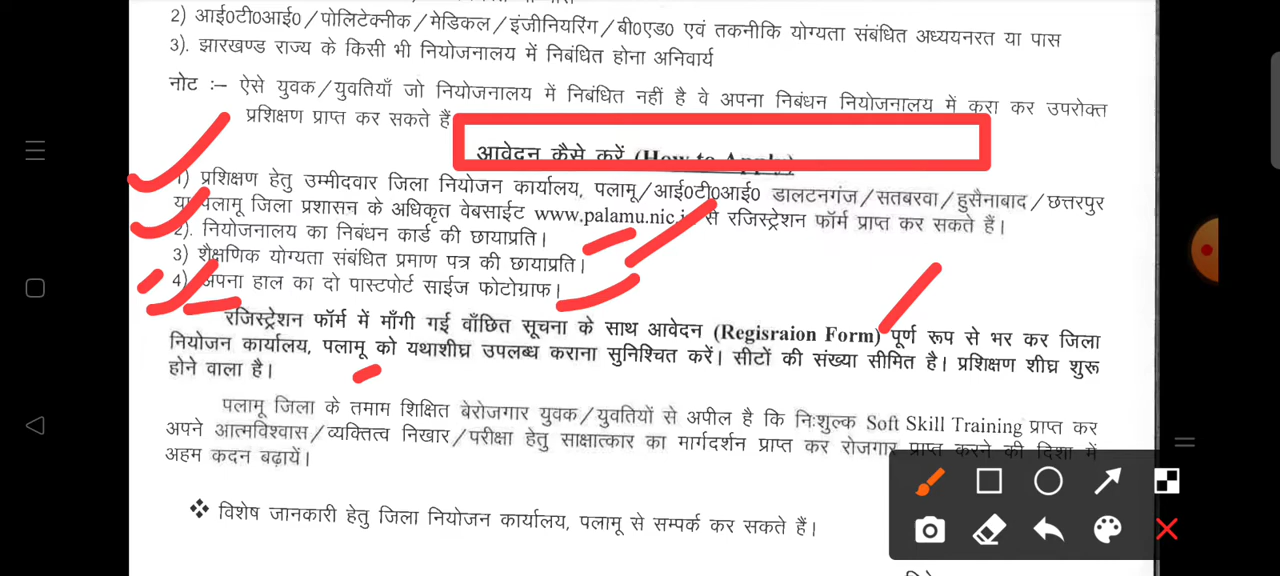 2) आई0टी0आई0/पोलिटेक्नीक/मेडिकल/इंजीनियरिंग/बी0एड0 एवं तकनीकि योग्यता संबंधित अध्ययनरत या पास
3). झारखण्ड राज्य के किसी भी नियोजनालय में निबंधित होना अनिवार्य
नोट :– ऐसे युवक/युवतियाँ जो नियोजनालय में निबंधित नहीं है वे अपना निबंधन नियोजनालय में करा कर उपरोक्त
प्रशिक्षण प्राप्त कर सकते हैं
आवेदन कैसे करें (How to Apply)
1) प्रशिक्षण हेतु उम्मीदवार जिला नियोजन कार्यालय, पलामू/आई0टी0आई0 डालटनगंज/सतबरवा/हुसैनाबाद/छत्तरपुर
या पलामू जिला प्रशासन के अधिकृत वेबसाईट www.palamu.nic.in से रजिस्ट्रेशन फॉर्म प्राप्त कर सकते हैं।
2). नियोजनालय का निबंधन कार्ड की छायाप्रति।
3) शैक्षणिक योग्यता संबंधित प्रमाण पत्र की छायाप्रति।
4) अपना हाल का दो पास्टपोर्ट साईज फोटोग्राफ।
रजिस्ट्रेशन फॉर्म में माँगी गई वाँछित सूचना के साथ आवेदन (Regisraion Form) पूर्ण रूप से भर कर जिला
नियोजन कार्यालय, पलामू को यथाशीघ्र उपलब्ध कराना सुनिश्चित करें। सीटों की संख्या सीमित है। प्रशिक्षण शीघ्र शुरू
होने वाला है।
पलामू जिला के तमाम शिक्षित बेरोजगार युवक/युवतियों से अपील है कि निःशुल्क Soft Skill Training प्राप्त कर
अपने आत्मविश्वास/व्यक्तित्व निखार/परीक्षा हेतु साक्षात्कार का मार्गदर्शन प्राप्त कर रोजगार प्राप्त करने की दिशा में
अहम कदन बढ़ायें।
❖ विशेष जानकारी हेतु जिला नियोजन कार्यालय, पलामू से सम्पर्क कर सकते हैं।